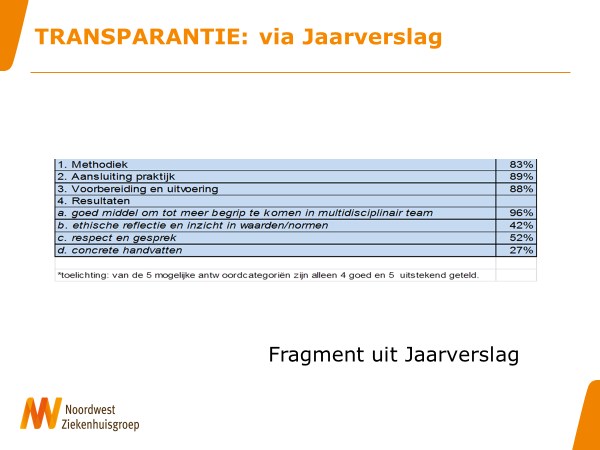 TRANSPARANTIE: via Jaarverslag
1. Methodiek 83%
2. Aansluiting praktijk 89%
3. Voorbereiding en uitvoering 88%
4. Resultaten
a. goed middel om tot meer begrip te komen in multidisciplinair team 96%
b. ethische reflectie en inzicht in waarden/normen 42%
c. respect en gesprek 52%
d. concrete handvatten 27%
*toelichting: van de 5 mogelijke antw oordcategoriën zijn alleen 4 goed en 5 uitstekend geteld.
Fragment uit Jaarverslag
Noordwest
Ziekenhuisgroep